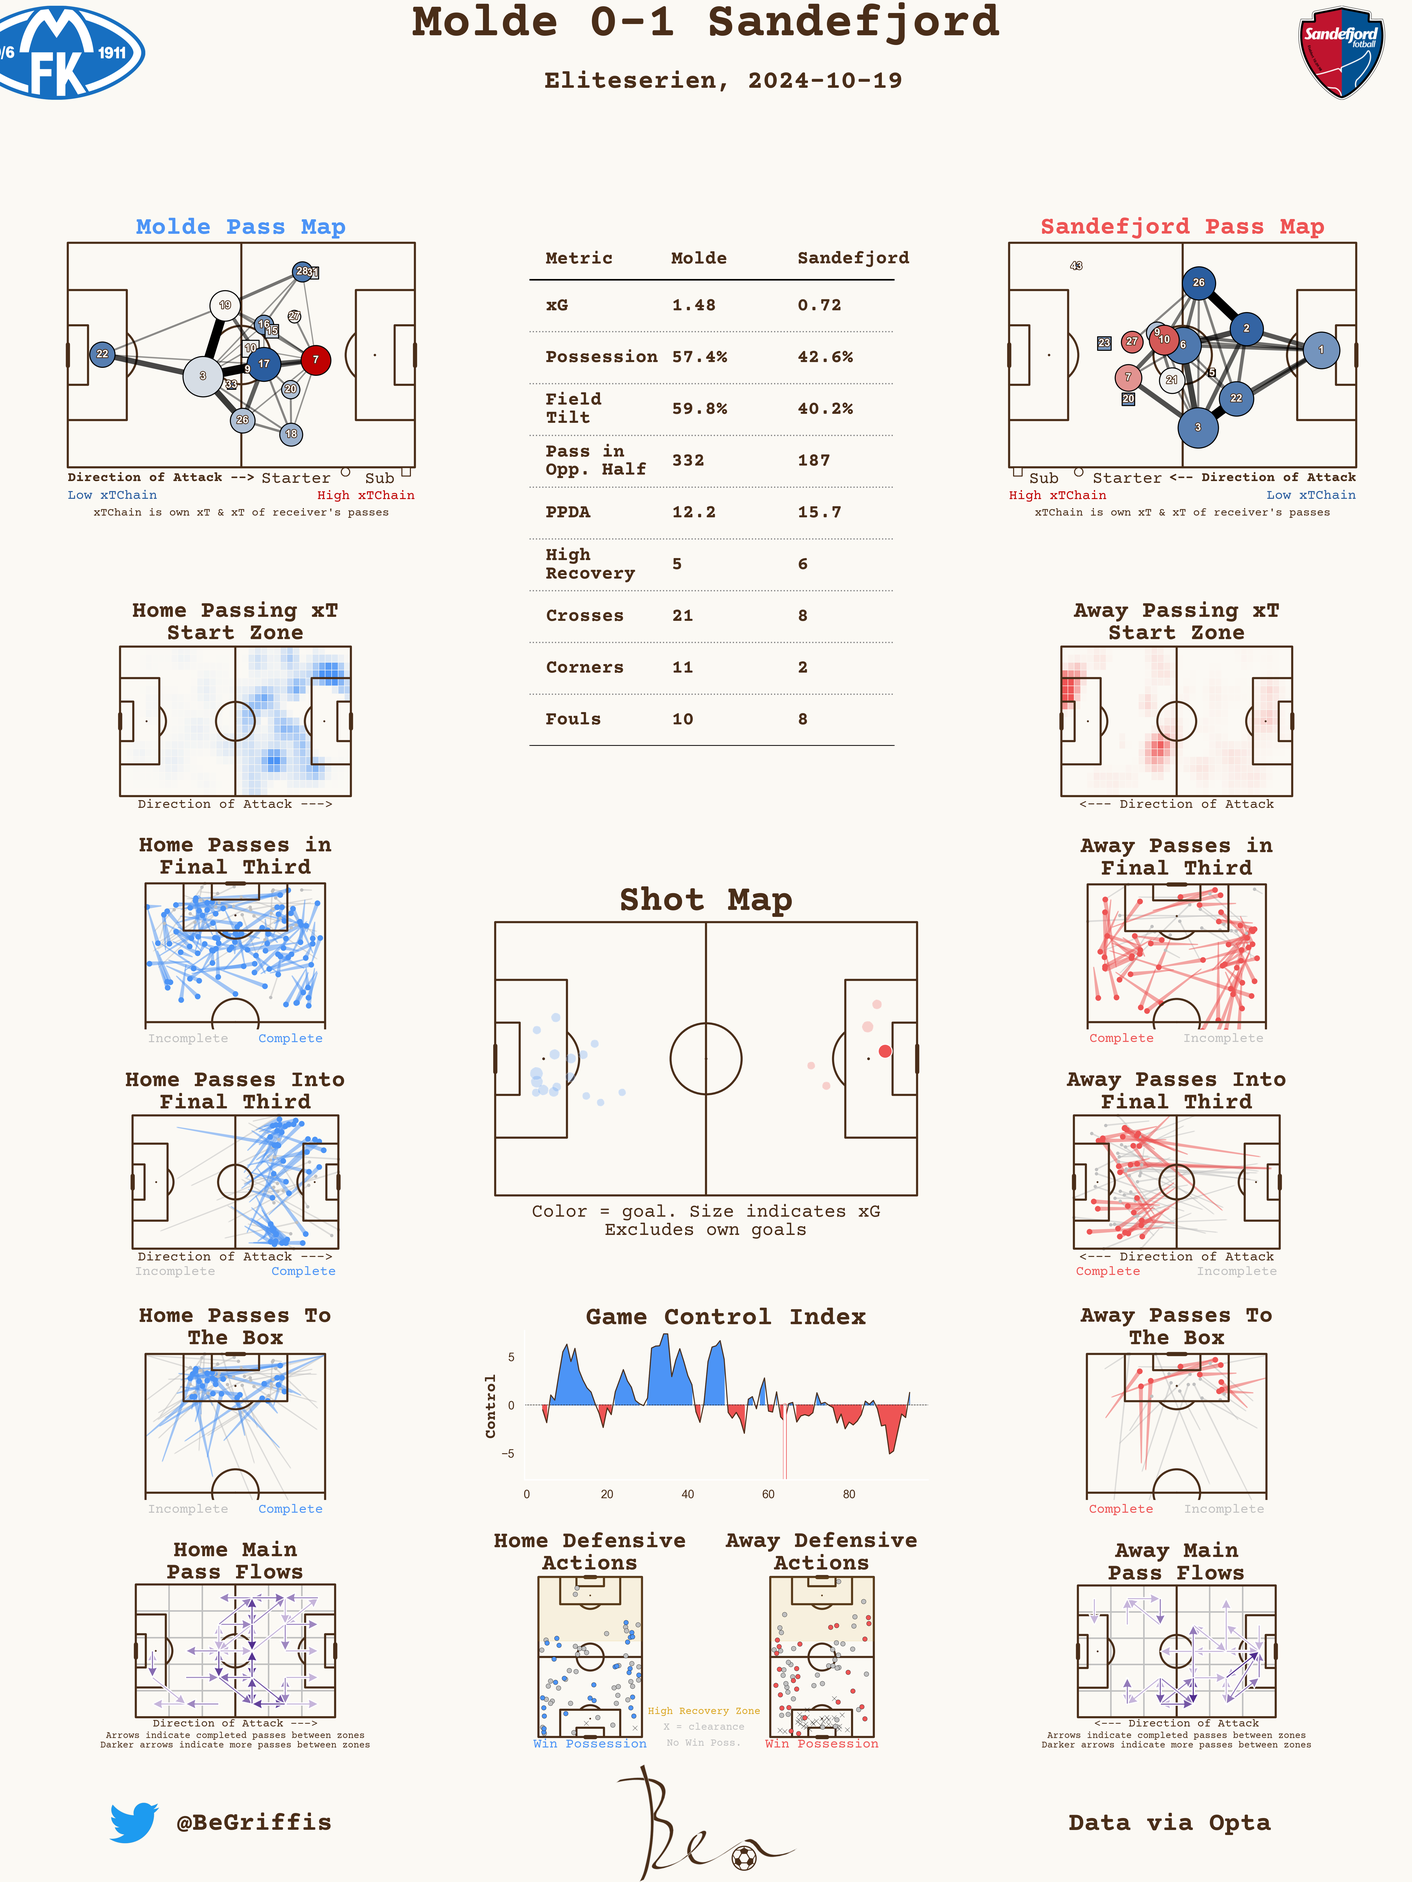 Molde 0-1 Sandefjord
Eliteserien, 2024-10-19
1911
FK
Sandefjord
fotball
Molde Pass Map
28
19
16
15
27
10
22
3
17
7
9
33
20
26
18
Direction of Attack --> Starter Sub
Low xTChain High xTChain
xTChain is own xT & xT of receiver's passes
Metric Molde Sandefjord
xG 1.48 0.72
Possession 57.4% 42.6%
Field
Tilt 59.8% 40.2%
Pass in
Opp. Half 332 187
PPDA 12.2 15.7
High
Recovery 5 6
Crosses 21 8
Corners 11 2
Fouls 10 8
Sandefjord Pass Map
43
26
2
9
23
27
10
6
1
7
21
5
20
22
3
Sub Starter <-- Direction of Attack
High xTChain Low xTChain
xTChain is own xT & xT of receiver's passes
Home Passing xT
Start Zone
Direction of Attack --->
Away Passing xT
Start Zone
<--- Direction of Attack
Home Passes in
Final Third
Incomplete Complete
Away Passes in
Final Third
Complete Incomplete
Shot Map
Color = goal. Size indicates xG
Excludes own goals
Home Passes Into
Final Third
Direction of Attack --->
Incomplete Complete
Away Passes Into
Final Third
<--- Direction of Attack
Complete Incomplete
Home Passes To
The Box
Incomplete Complete
Game Control Index
Control
5
0
−5
0 20 40 60 80
Away Passes To
The Box
Complete Incomplete
Home Main
Pass Flows
Direction of Attack --->
Arrows indicate completed passes between zones
Darker arrows indicate more passes between zones
Home Defensive
Actions
Win Possession
Away Defensive
Actions
Win Possession
High Recovery Zone
X = clearance
No Win Poss.
Away Main
Pass Flows
<--- Direction of Attack
Arrows indicate completed passes between zones
Darker arrows indicate more passes between zones
@BeGriffis
Ben
Data via Opta